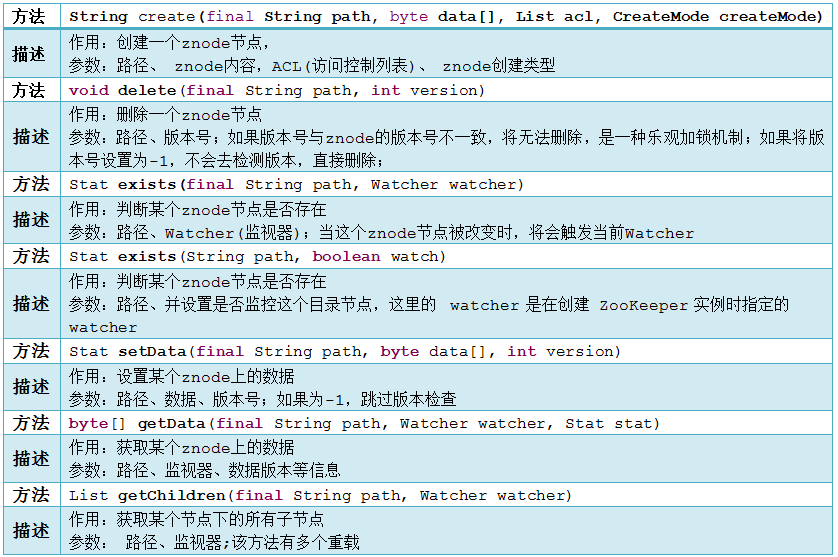 方法 String create(final String path, byte data[], List acl, CreateMode createMode)
描述 作用:创建一个znode节点,
参数:路径、 znode内容,ACL(访问控制列表)、 znode创建类型
方法 void delete(final String path, int version)
描述 作用:删除一个znode节点
参数:路径、版本号;如果版本号与znode的版本号不一致,将无法删除,是一种乐观加锁机制;如果将版
本号设置为-1,不会去检测版本,直接删除;
方法 Stat exists(final String path, Watcher watcher)
描述 作用:判断某个znode节点是否存在
参数:路径、Watcher(监视器);当这个znode节点被改变时,将会触发当前Watcher
方法 Stat exists(String path, boolean watch)
描述 作用:判断某个znode节点是否存在
参数:路径、并设置是否监控这个目录节点,这里的 watcher 是在创建 ZooKeeper 实例时指定的
watcher
方法 Stat setData(final String path, byte data[], int version)
描述 作用:设置某个znode上的数据
参数:路径、数据、版本号;如果为-1,跳过版本检查
方法 byte[] getData(final String path, Watcher watcher, Stat stat)
描述 作用:获取某个znode上的数据
参数:路径、监视器、数据版本等信息
方法 List getChildren(final String path, Watcher watcher)
描述 作用:获取某个节点下的所有子节点
参数: 路径、监视器;该方法有多个重载